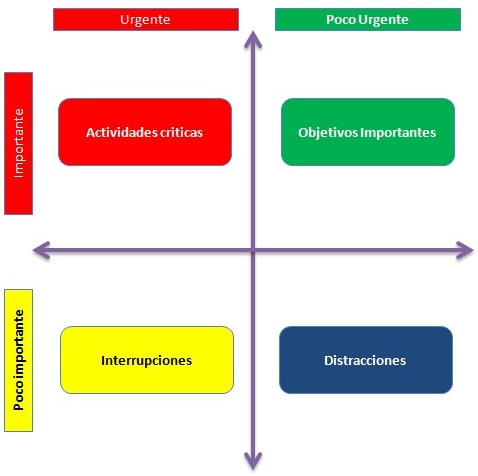 Urgente
Poco Urgente
Importante
Actividades criticas
Objetivos Importantes
Poco importante
Interrupciones
Distracciones